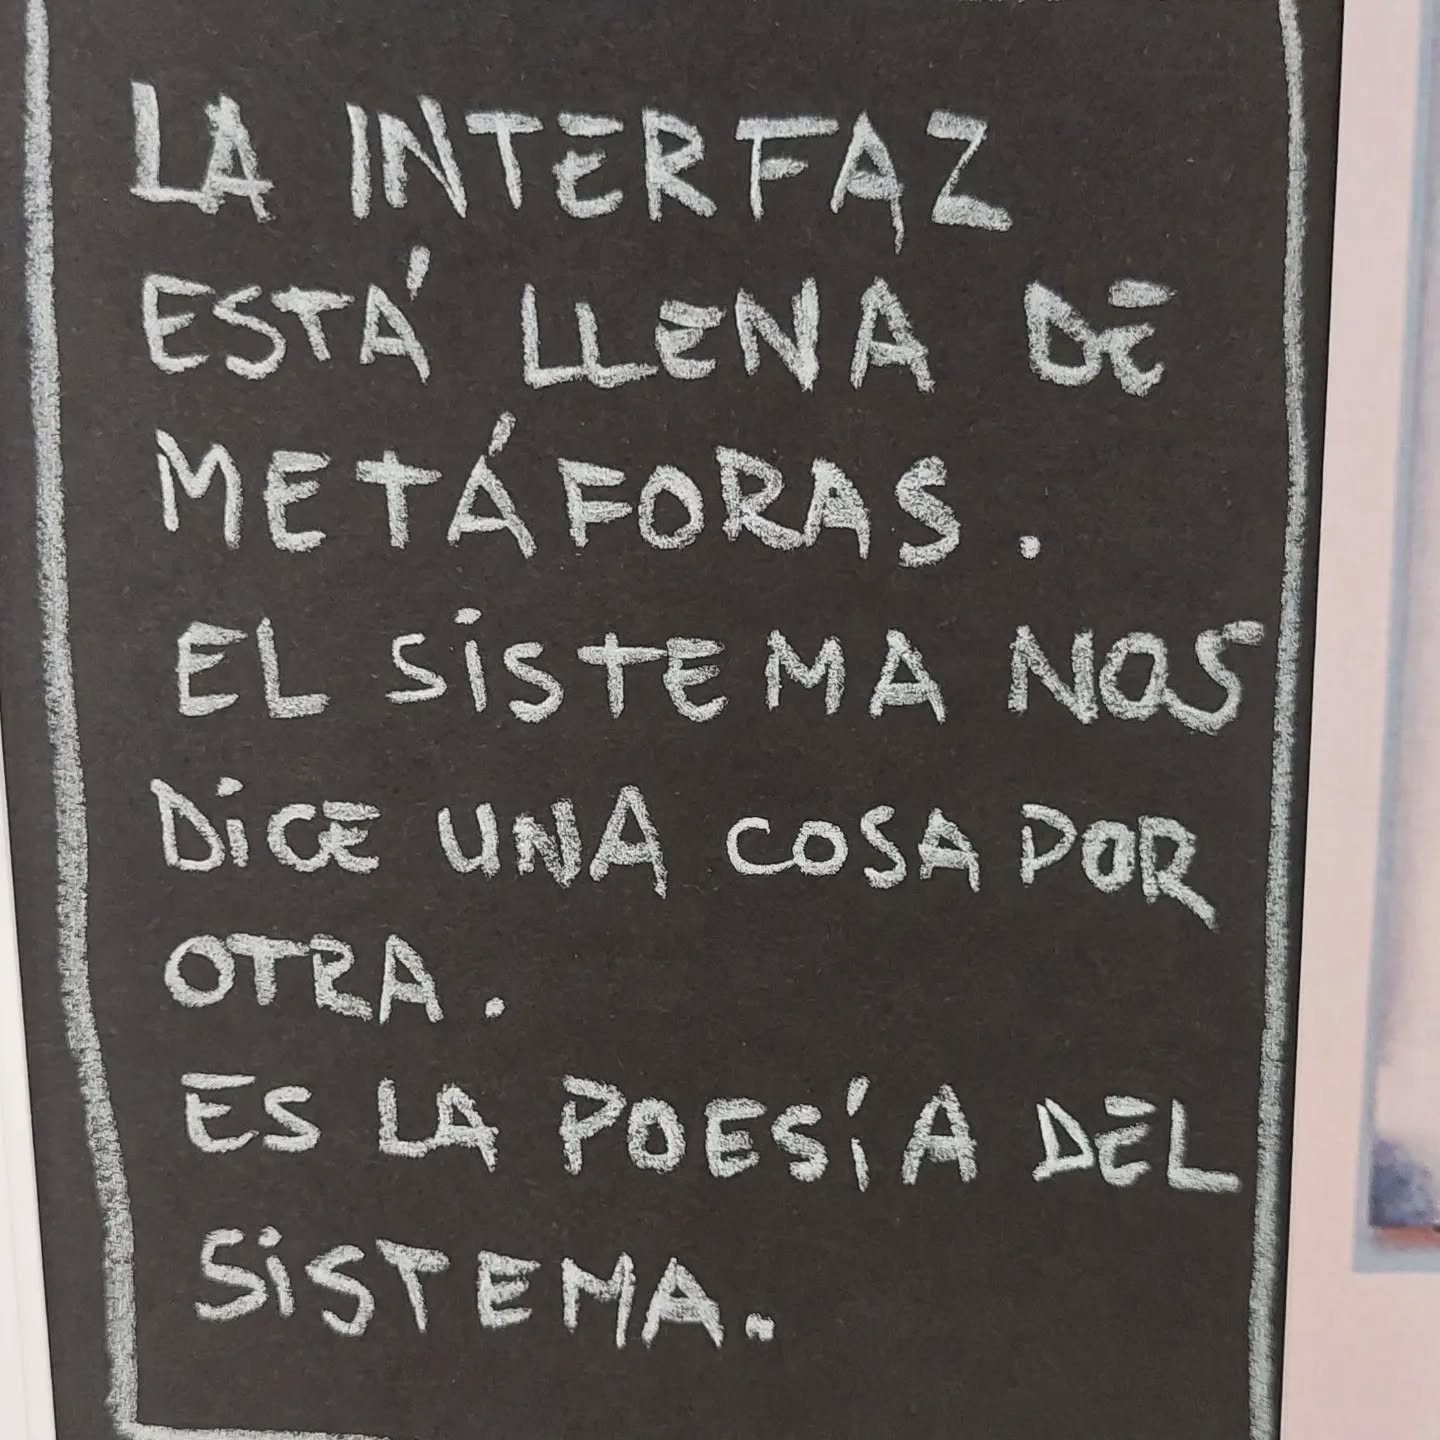 LA INTERFAZ
ESTÁ LLENA DE
METÁFORAS.
EL SISTEMA NOS
DICE UNA COSA POR
OTRA.
ES LA POESÍA DEL
SISTEMA.